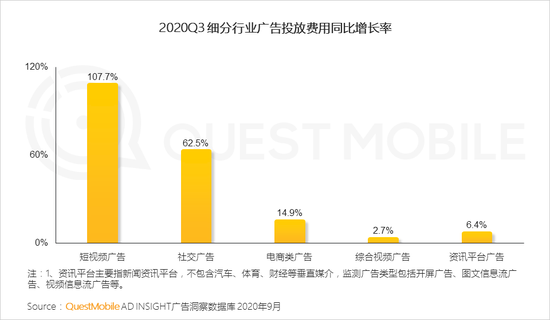 2020Q3 细分行业广告投放费用同比增长率
120%
107.7%
62.5%
60%
14.9%
2.7%
6.4%
0%
短视频广告 社交广告 电商类广告 综合视频广告 资讯平台广告
QUEST MOBILE
注：1、资讯平台主要指新闻资讯平台，不包含汽车、体育、财经等垂直媒介，监测广告类型包括开屏广告、图文信息流广
告、视频信息流广告等。
Source：QuestMobile AD INSIGHT广告洞察数据库 2020年9月